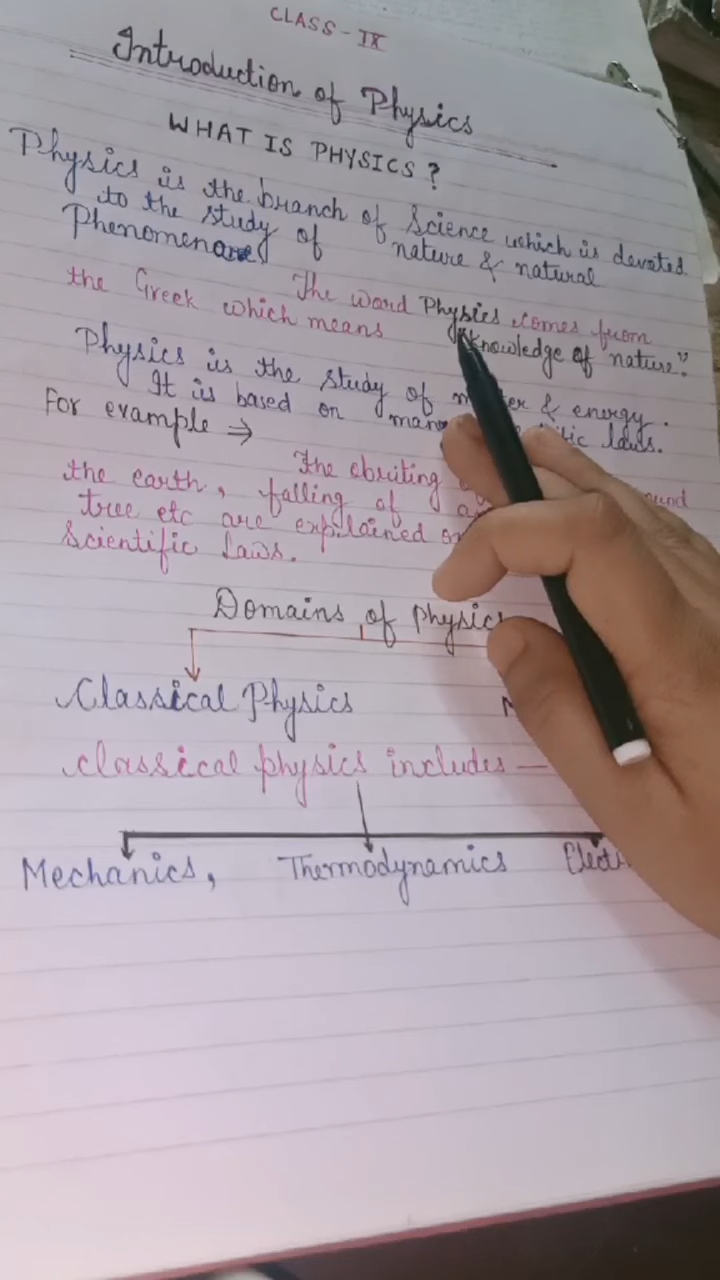 CLASS - IX
Introduction of Physics
WHAT IS PHYSICS?
Physics is the branch of Science which is devoted
to the study of nature & natural
Phenomenon
The word Physics comes from
the Greek which means "knowledge of nature".
Physics is the study of & energy.
It is based on laws.
For example ⇒
The obriting
the earth, falling of
tree etc are explained
scientific laws.
Domains of physics
Classical Physics
classical physics includes —
Mechanics, Thermodynamics